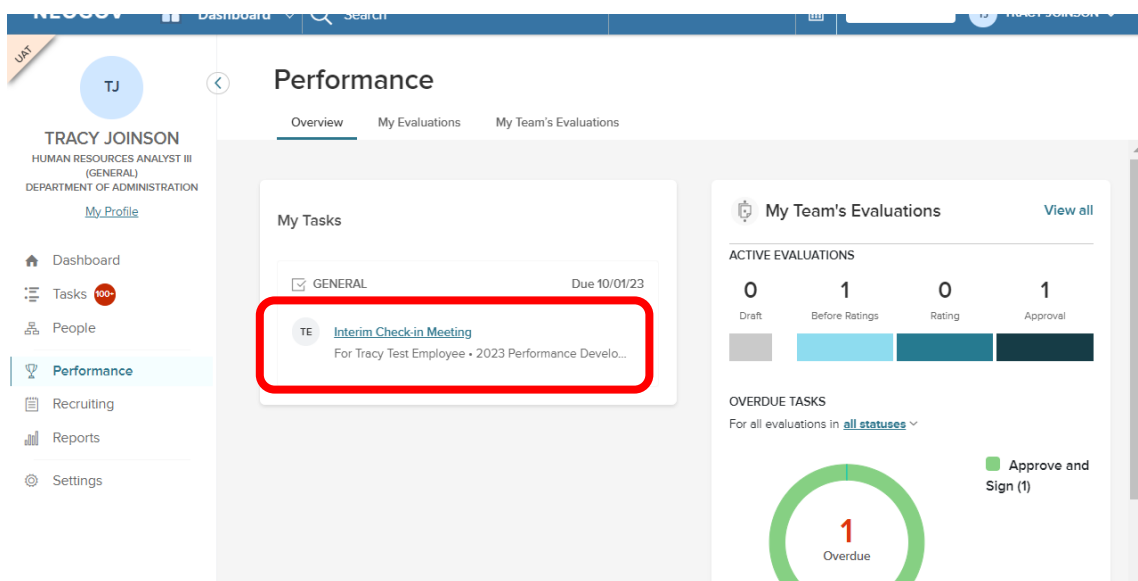 NEOGOV Dashboard Search TJ TRACY JOINSON
UAT
TJ
TRACY JOINSON
HUMAN RESOURCES ANALYST III
(GENERAL)
DEPARTMENT OF ADMINISTRATION
My Profile
Dashboard
Tasks 100+
People
Performance
Recruiting
Reports
Settings
Performance
Overview My Evaluations My Team's Evaluations
My Tasks
GENERAL Due 10/01/23
TE Interim Check-in Meeting
For Tracy Test Employee • 2023 Performance Develo...
My Team's Evaluations View all
ACTIVE EVALUATIONS
0 1 0 1
Draft Before Ratings Rating Approval
OVERDUE TASKS
For all evaluations in all statuses
Approve and
Sign (1)
1
Overdue